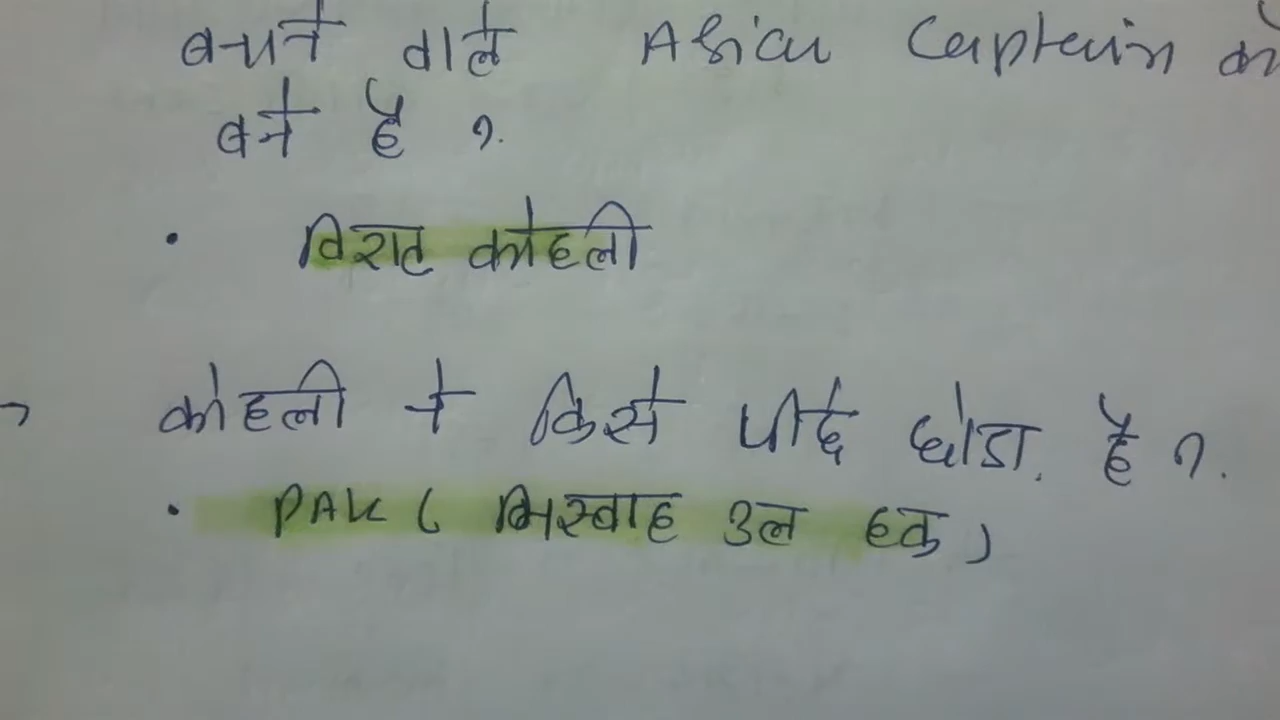 बनाने वाले Asian Captain को
बने है ?
• विराट कोहली
→ कोहली ने किसे पीछे छोडा है ?
• PAK ( मिस्बाह उल हक )